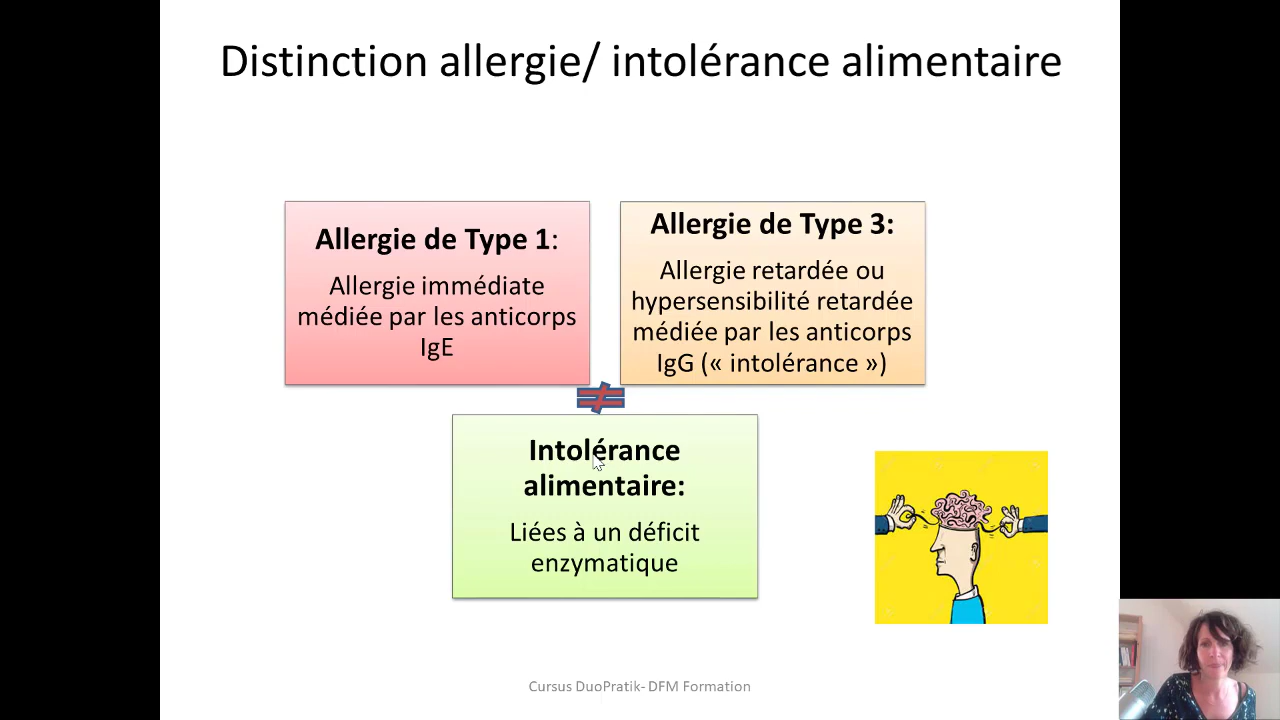 Distinction allergie/ intolérance alimentaire
Allergie de Type 1:
Allergie immédiate
médiée par les anticorps
IgE
Allergie de Type 3:
Allergie retardée ou
hypersensibilité retardée
médiée par les anticorps
IgG (« intolérance »)
Intolérance
alimentaire:
Liées à un déficit
enzymatique
Cursus DuoPratik- DFM Formation